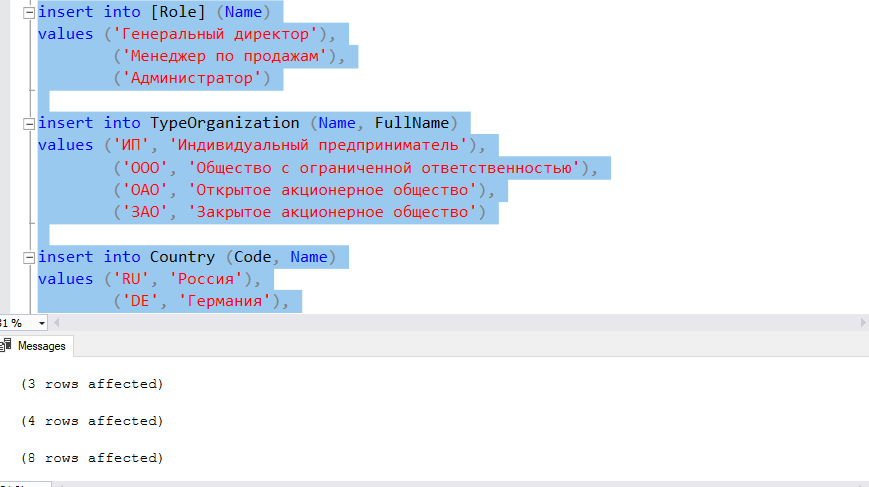 insert into [Role] (Name)
values ('Генеральный директор'),
('Менеджер по продажам'),
('Администратор')
insert into TypeOrganization (Name, FullName)
values ('ИП', 'Индивидуальный предприниматель'),
('ООО', 'Общество с ограниченной ответственностью'),
('ОАО', 'Открытое акционерное общество'),
('ЗАО', 'Закрытое акционерное общество')
insert into Country (Code, Name)
values ('RU', 'Россия'),
('DE', 'Германия'),
Messages
(3 rows affected)
(4 rows affected)
(8 rows affected)